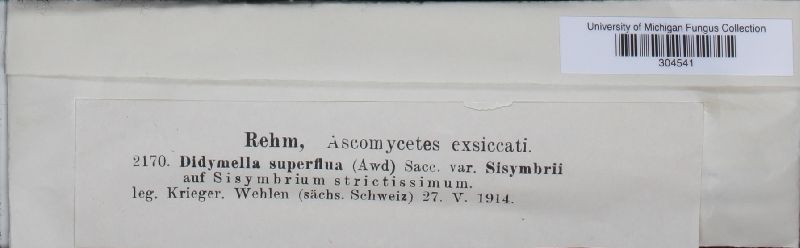 University of Michigan Fungus Collection
304541
Rehm, Ascomycetes exsiccati.
2170. Didymella superflua (Awd) Sacc. var. Sisymbrii
auf Sisymbrium strictissimum.
leg. Krieger. Wehlen (sächs. Schweiz) 27. V. 1914.